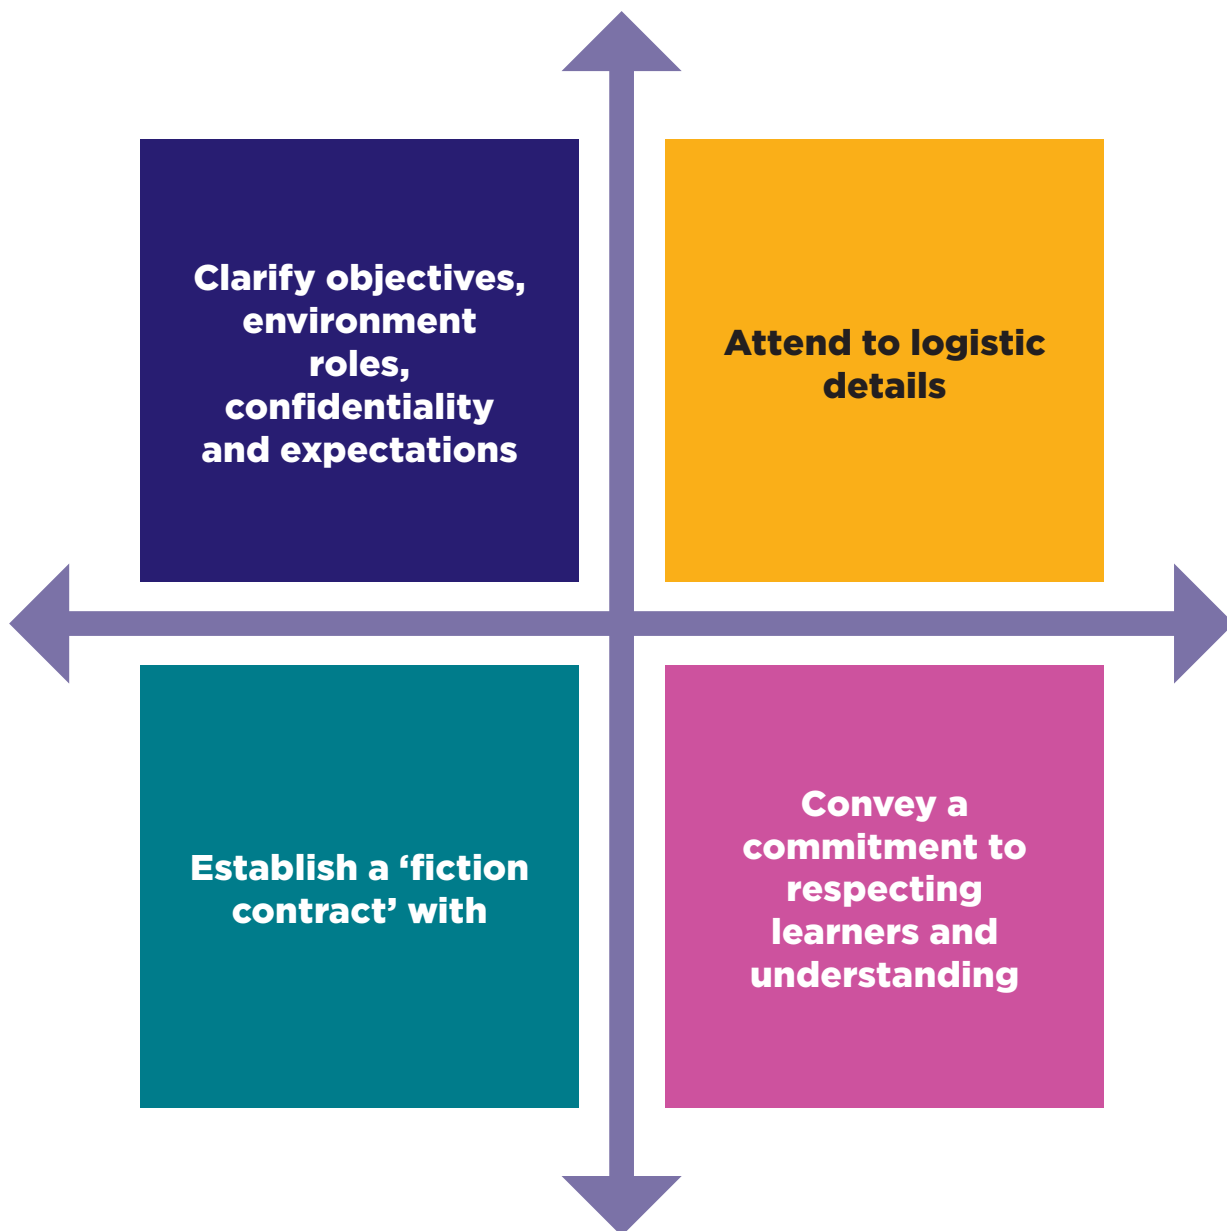 Clarify objectives,
environment
roles,
confidentiality
and expectations
Attend to logistic
details
Establish a ‘fiction
contract’ with
Convey a
commitment to
respecting
learners and
understanding